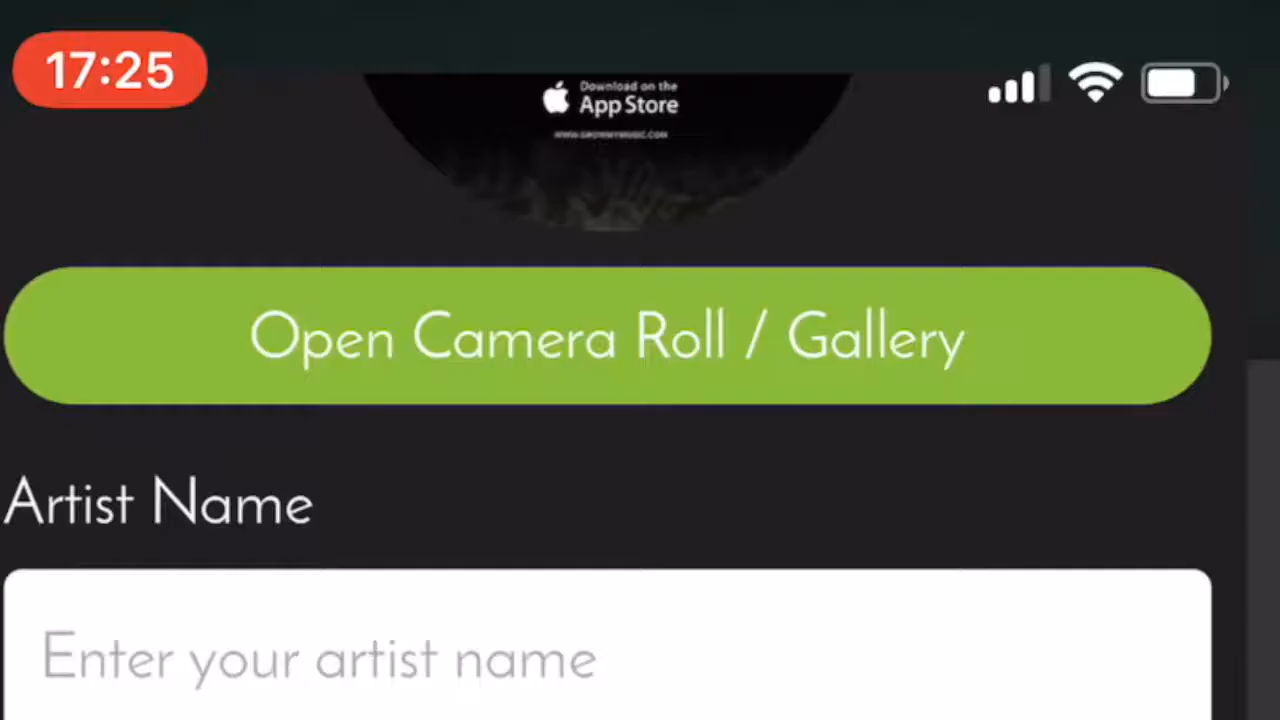 17:25
Download on the
App Store
Open Camera Roll / Gallery
Artist Name
Enter your artist name